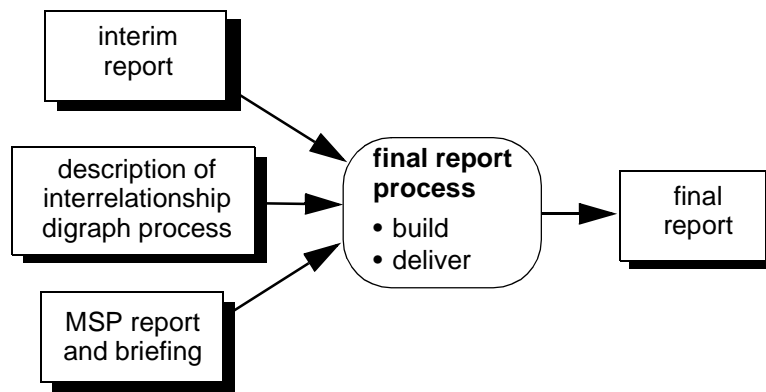 interim
report
description of
interrelationship
digraph process
MSP report
and briefing
final report
process
• build
• deliver
final
report